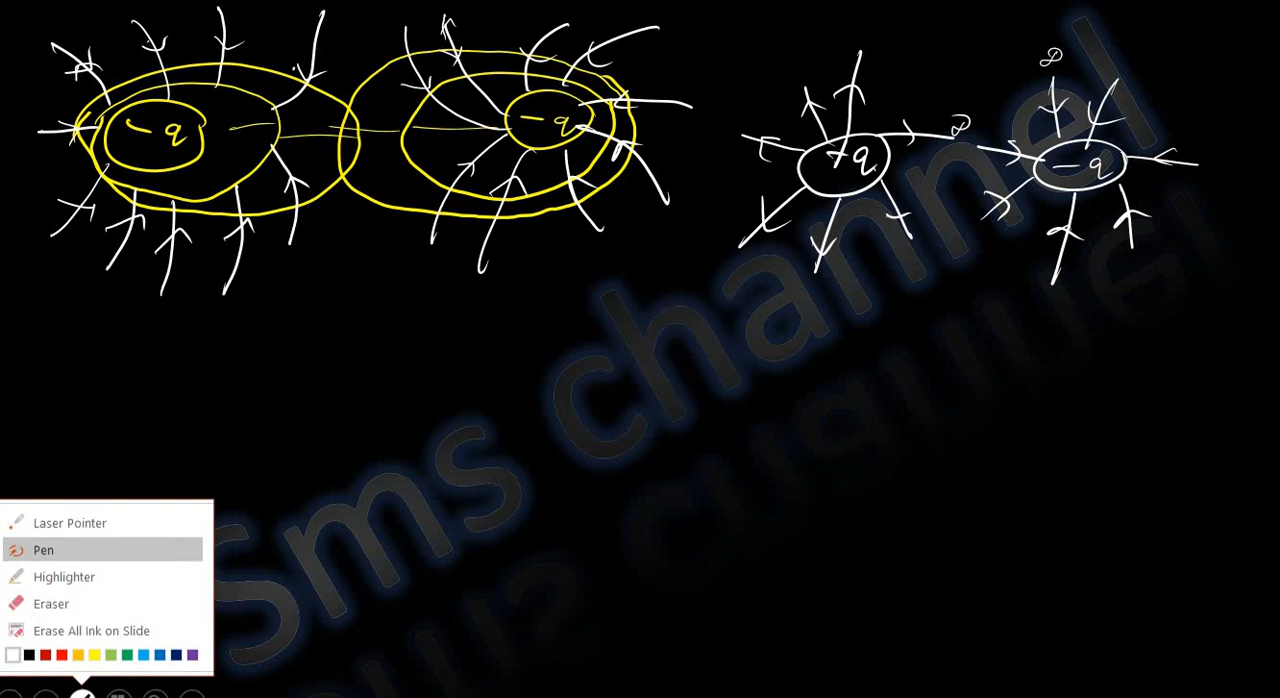 ∞
-q
-q
+q
∞
-q
Sms channel
Laser Pointer
Pen
Highlighter
Eraser
Erase All Ink on Slide